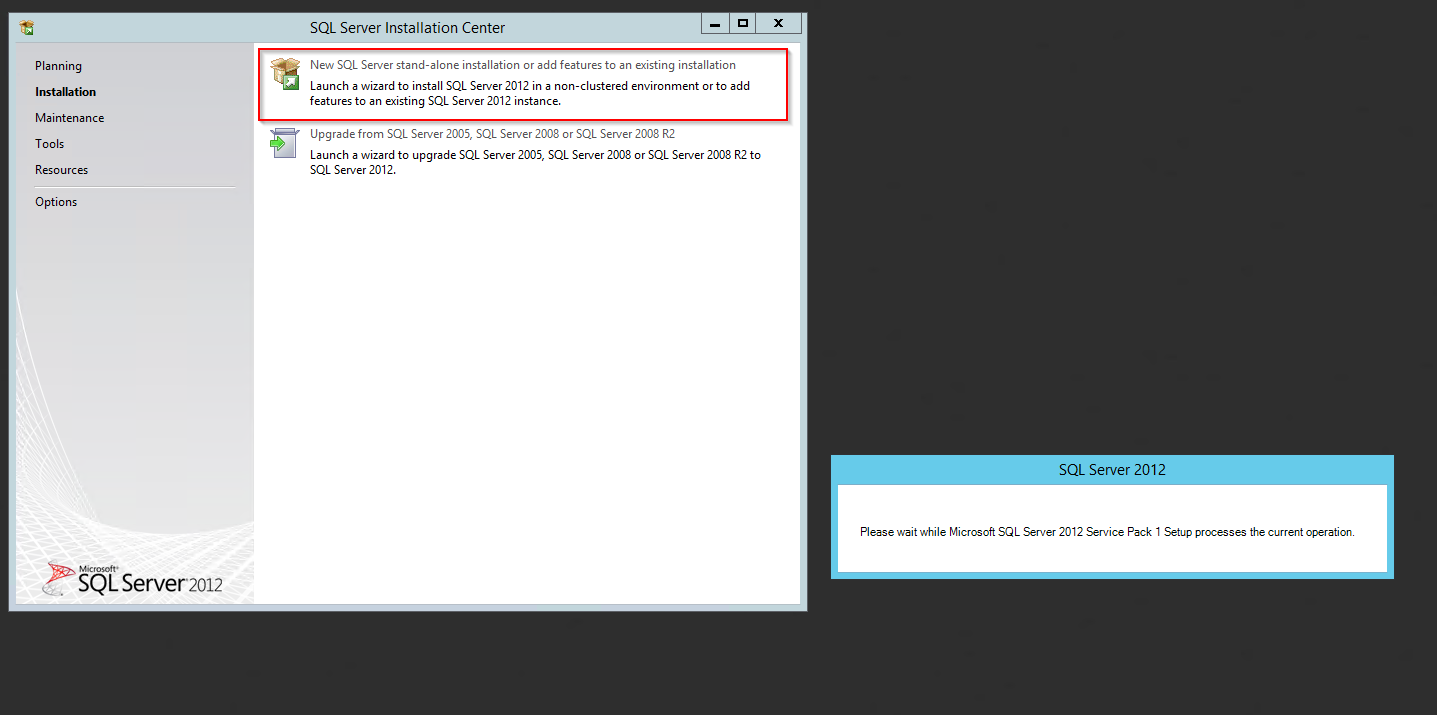 SQL Server Installation Center
Planning
Installation
Maintenance
Tools
Resources
Options
New SQL Server stand-alone installation or add features to an existing installation
Launch a wizard to install SQL Server 2012 in a non-clustered environment or to add
features to an existing SQL Server 2012 instance.
Upgrade from SQL Server 2005, SQL Server 2008 or SQL Server 2008 R2
Launch a wizard to upgrade SQL Server 2005, SQL Server 2008 or SQL Server 2008 R2 to
SQL Server 2012.
Microsoft®
SQL Server® 2012
SQL Server 2012
Please wait while Microsoft SQL Server 2012 Service Pack 1 Setup processes the current operation.